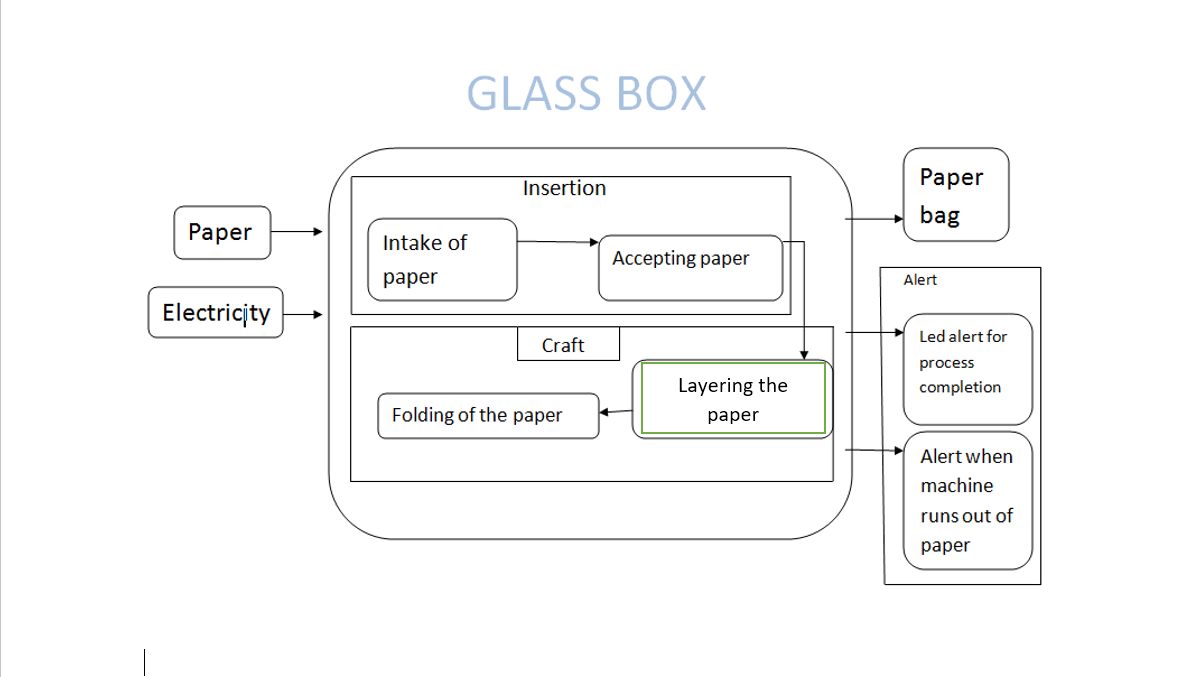 GLASS BOX
Paper
Electricity
Insertion
Intake of
paper
Accepting paper
Craft
Layering the
paper
Folding of the paper
Paper
bag
Alert
Led alert for
process
completion
Alert when
machine
runs out of
paper